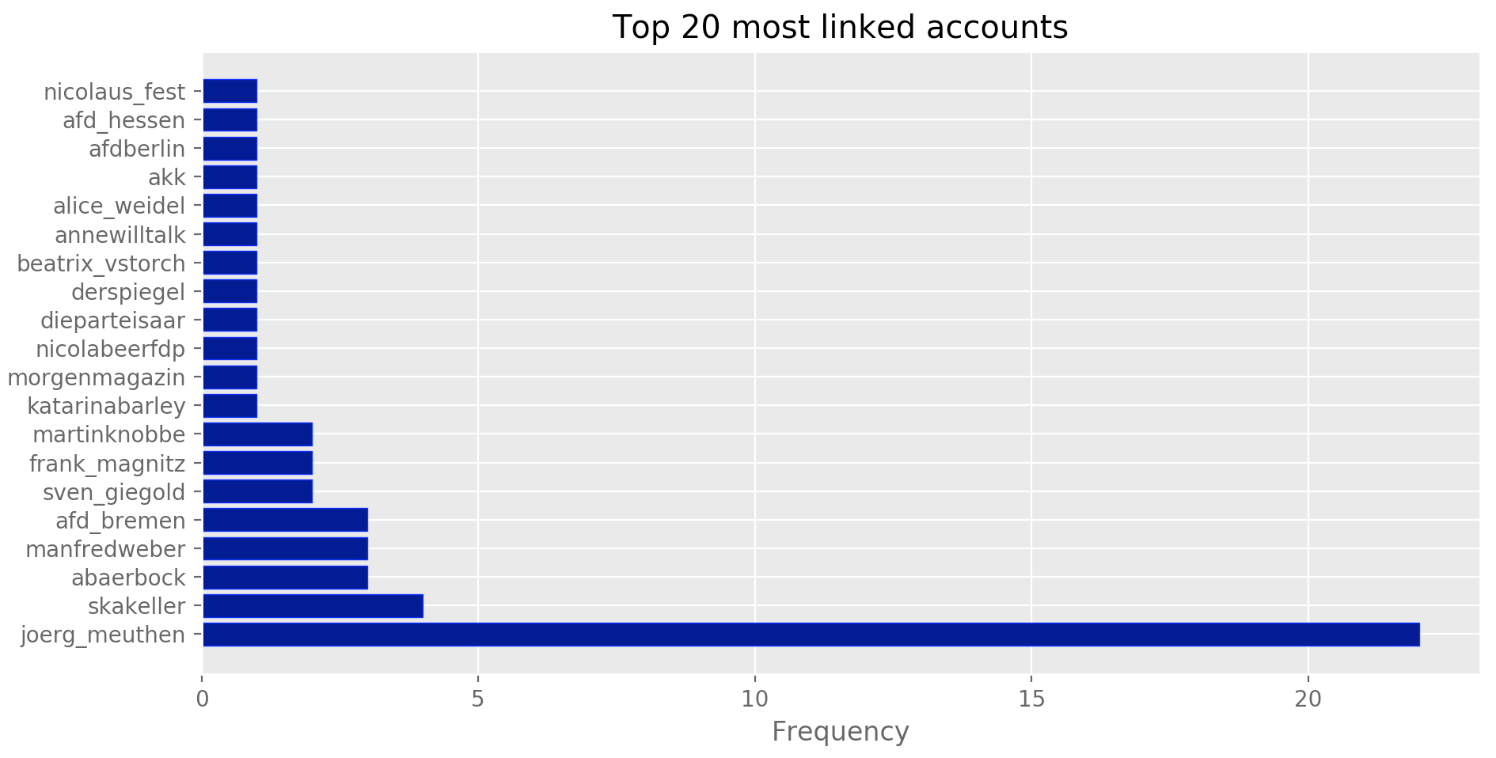 Top 20 most linked accounts
nicolaus_fest
afd_hessen
afdberlin
akk
alice_weidel
annewilltalk
beatrix_vstorch
derspiegel
dieparteisaar
nicolabeerfdp
morgenmagazin
katarinabarley
martinknobbe
frank_magnitz
sven_giegold
afd_bremen
manfredweber
abaerbock
skakeller
joerg_meuthen
0 5 10 15 20
Frequency